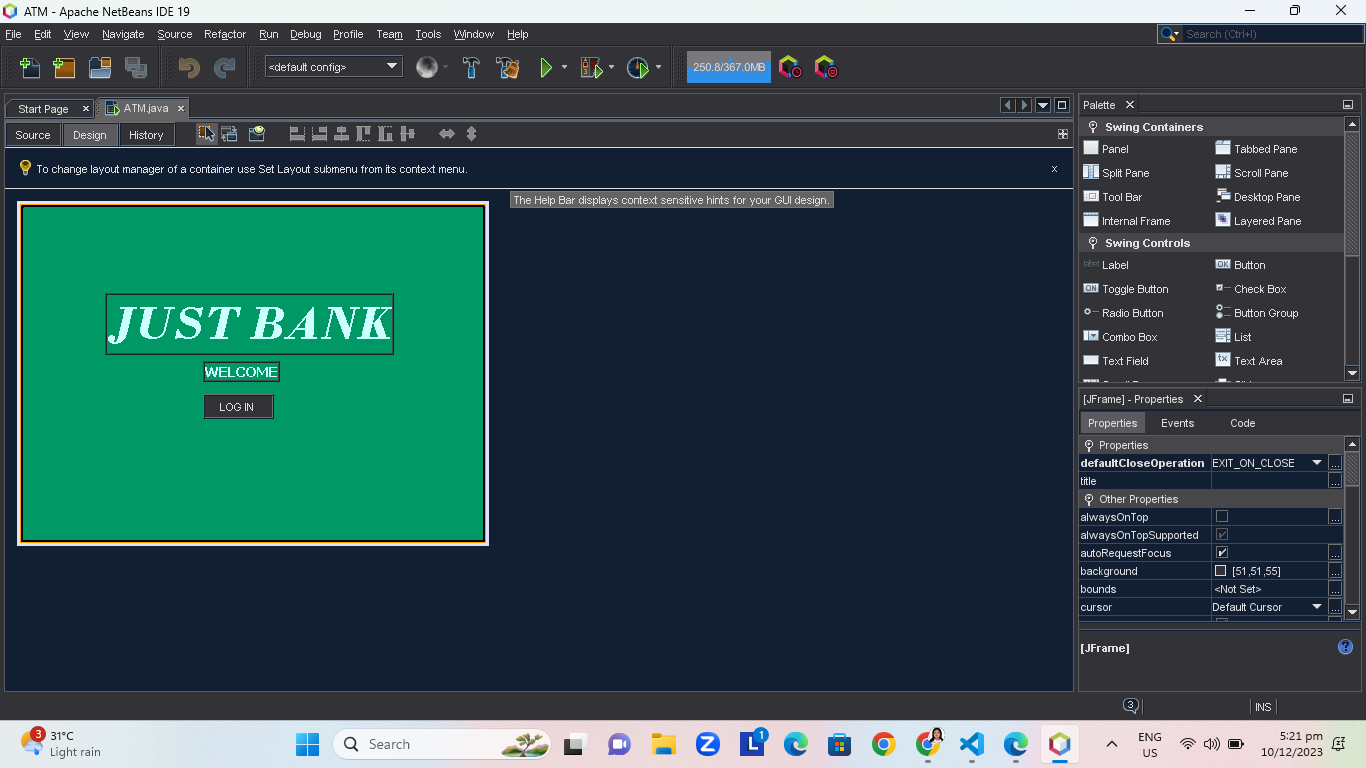 ATM - Apache NetBeans IDE 19
File Edit View Navigate Source Refactor Run Debug Profile Team Tools Window Help
Search (Ctrl+I)
<default config>
250.8/367.0MB
Start Page x ATM.java x
Source Design History
To change layout manager of a container use Set Layout submenu from its context menu. x
The Help Bar displays context sensitive hints for your GUI design.
JUST BANK
WELCOME
LOG IN
Palette
Swing Containers
Panel Tabbed Pane
Split Pane Scroll Pane
Tool Bar Desktop Pane
Internal Frame Layered Pane
Swing Controls
label Label OK Button
ON Toggle Button Check Box
Radio Button Button Group
Combo Box List
Text Field tx Text Area
[JFrame] - Properties
Properties Events Code
Properties
defaultCloseOperation EXIT_ON_CLOSE ...
title ...
Other Properties
alwaysOnTop ...
alwaysOnTopSupported
autoRequestFocus ...
background [51,51,55] ...
bounds <Not Set> ...
cursor Default Cursor ...
[JFrame]
?
3 INS
3 31°C
Light rain
Search
Z
L 1
ENG
US
5:21 pm
10/12/2023